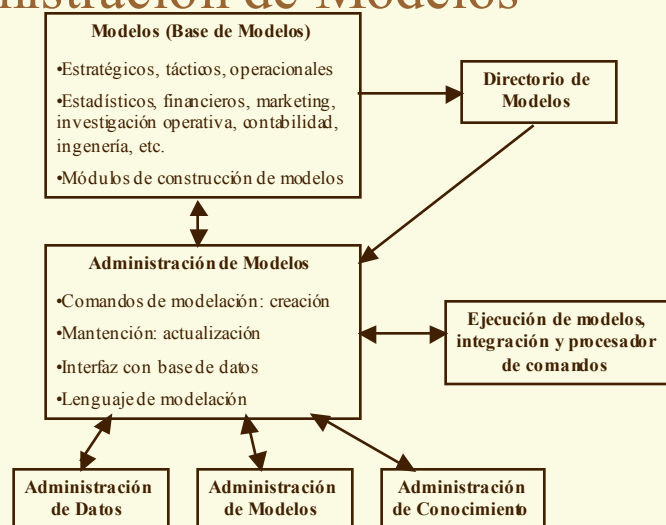 Modelos (Base de Modelos)
•Estratégicos, tácticos, operacionales
•Estadísticos, financieros, marketing,
investigación operativa, contabilidad,
ingenería, etc.
•Módulos de construcción de modelos
Directorio de
Modelos
Administración de Modelos
•Comandos de modelación: creación
•Mantención: actualización
•Interfaz con base de datos
•Lenguaje de modelación
Ejecución de modelos,
integración y procesador
de comandos
Administración
de Datos
Administración
de Modelos
Administración
de Conocimiento